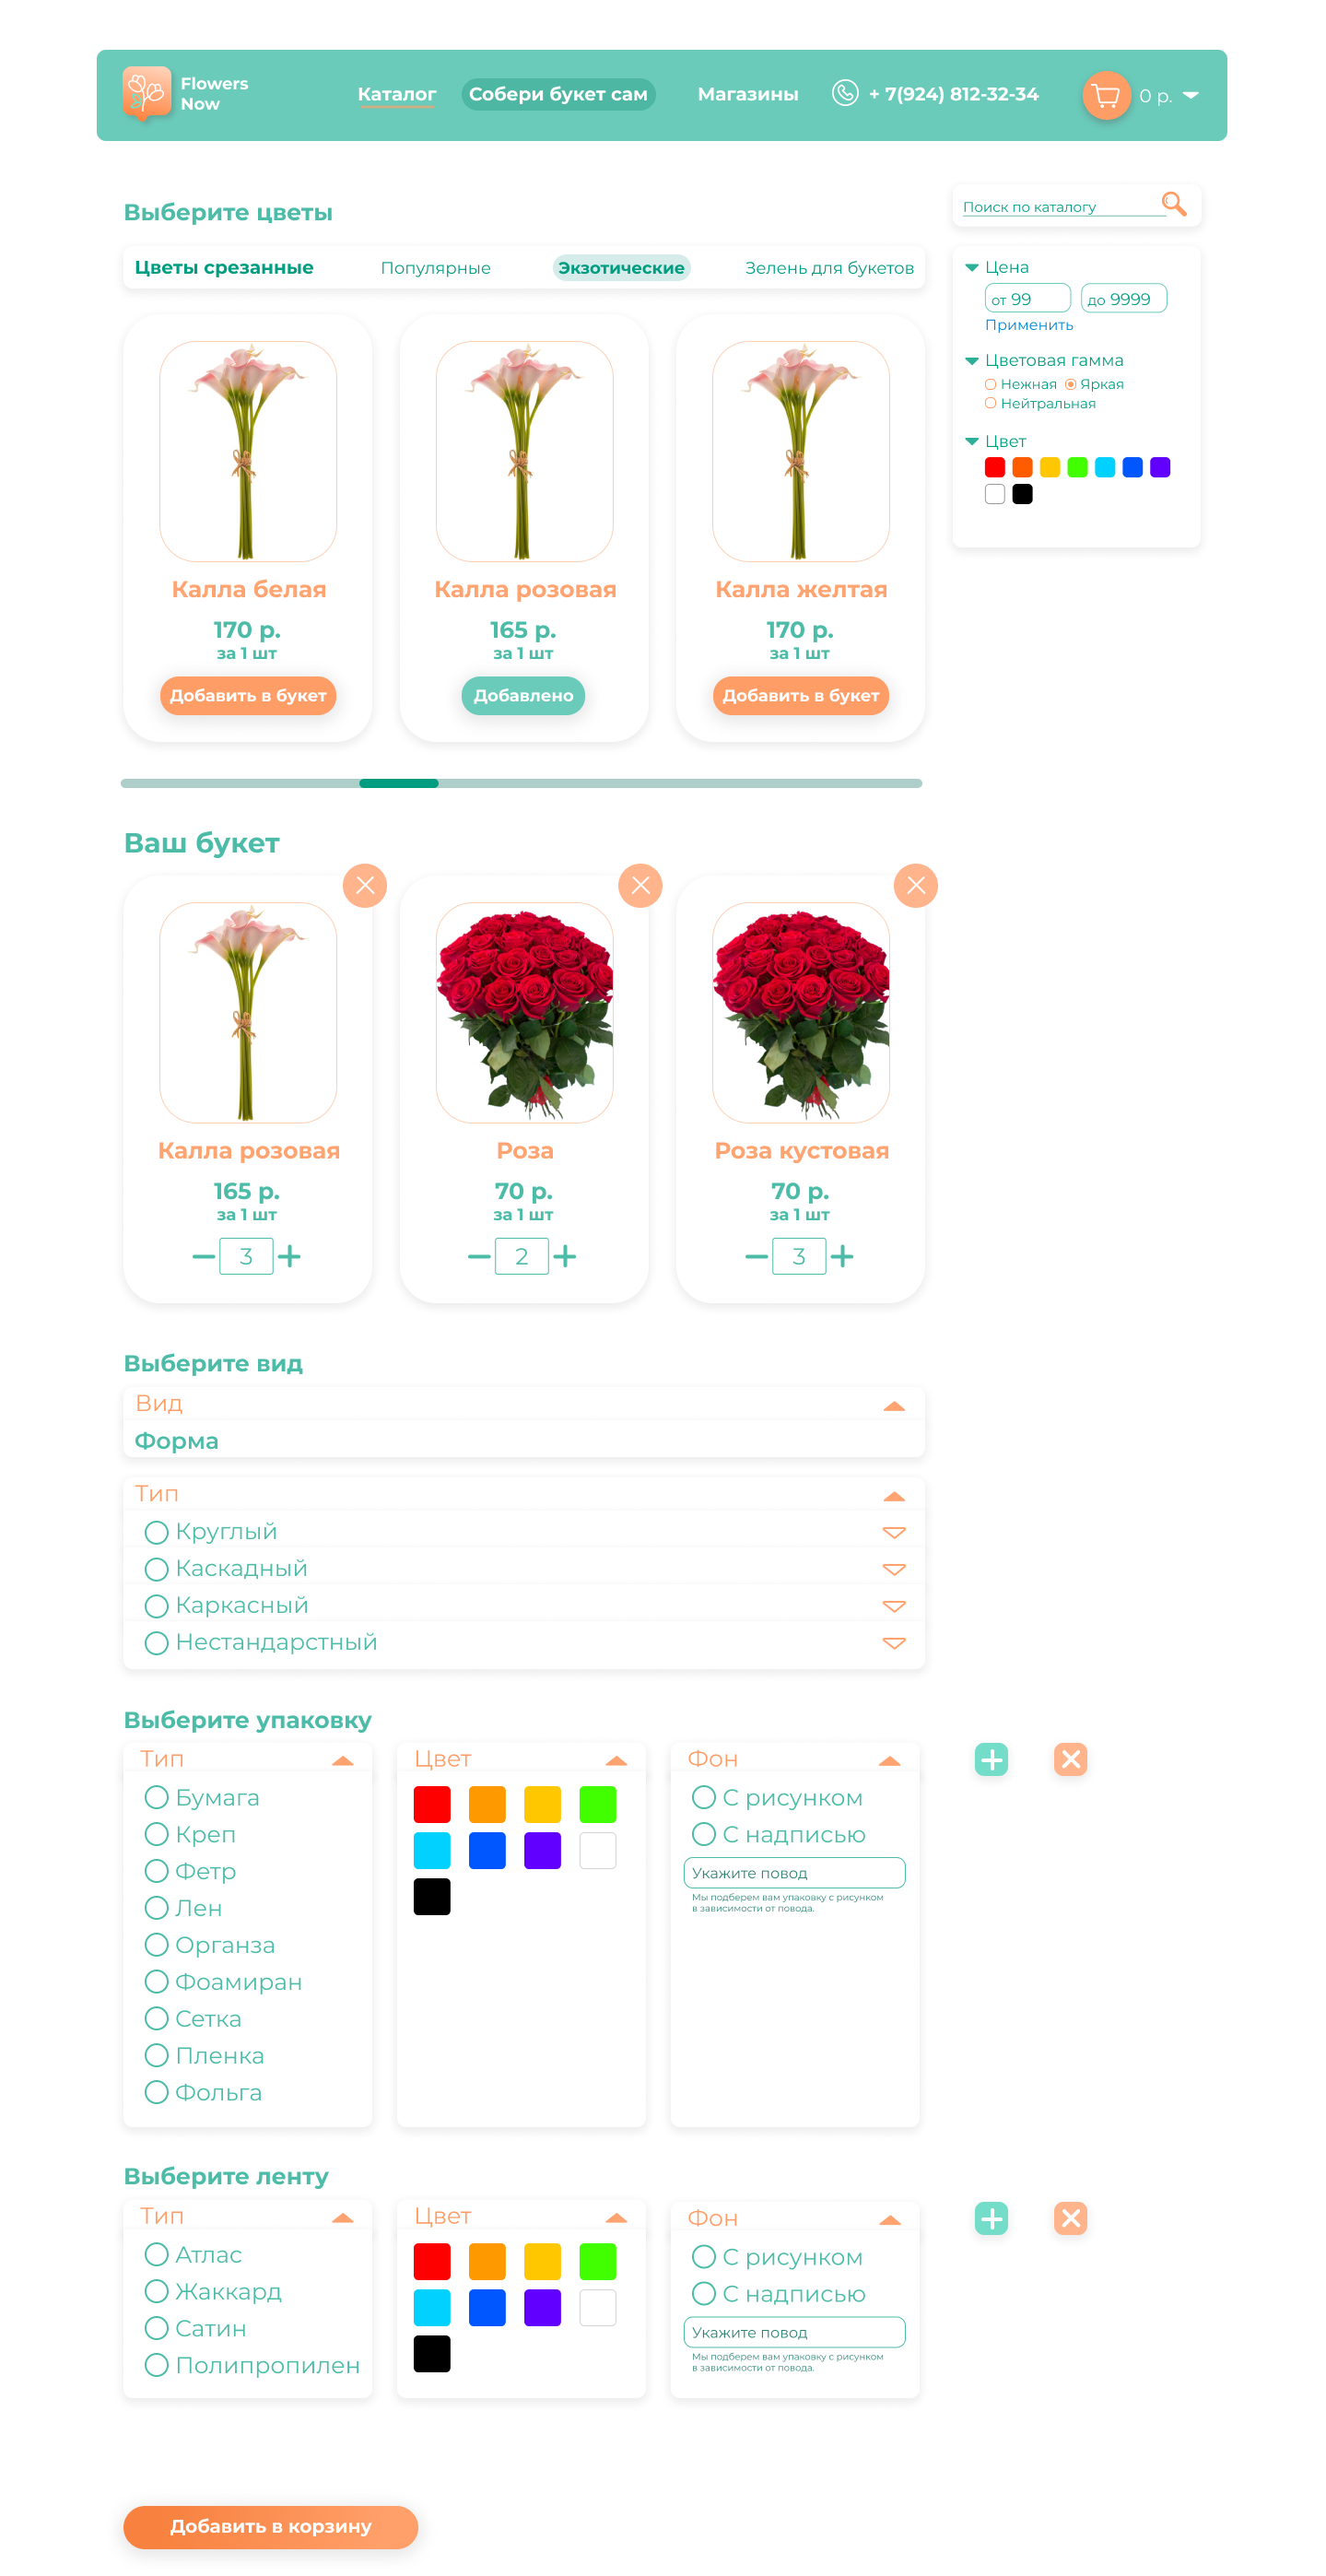 Flowers
Now
Каталог
Собери букет сам
Магазины
+ 7(924) 812-32-34
0 р.
Выберите цветы
Поиск по каталогу
Цветы срезанные
Популярные
Экзотические
Зелень для букетов
Цена
от 99
до 9999
Применить
Цветовая гамма
Нежная
Яркая
Нейтральная
Цвет
Калла белая
170 р.
за 1 шт
Добавить в букет
Калла розовая
165 р.
за 1 шт
Добавлено
Калла желтая
170 р.
за 1 шт
Добавить в букет
Ваш букет
Калла розовая
165 р.
за 1 шт
3
Роза
70 р.
за 1 шт
2
Роза кустовая
70 р.
за 1 шт
3
Выберите вид
Вид
Форма
Тип
Круглый
Каскадный
Каркасный
Нестандарстный
Выберите упаковку
Тип
Бумага
Креп
Фетр
Лен
Органза
Фоамиран
Сетка
Пленка
Фольга
Цвет
Фон
С рисунком
С надписью
Укажите повод
Мы подберем вам упаковку с рисунком
в зависимости от повода.
Выберите ленту
Тип
Атлас
Жаккард
Сатин
Полипропилен
Цвет
Фон
С рисунком
С надписью
Укажите повод
Мы подберем вам упаковку с рисунком
в зависимости от повода.
Добавить в корзину